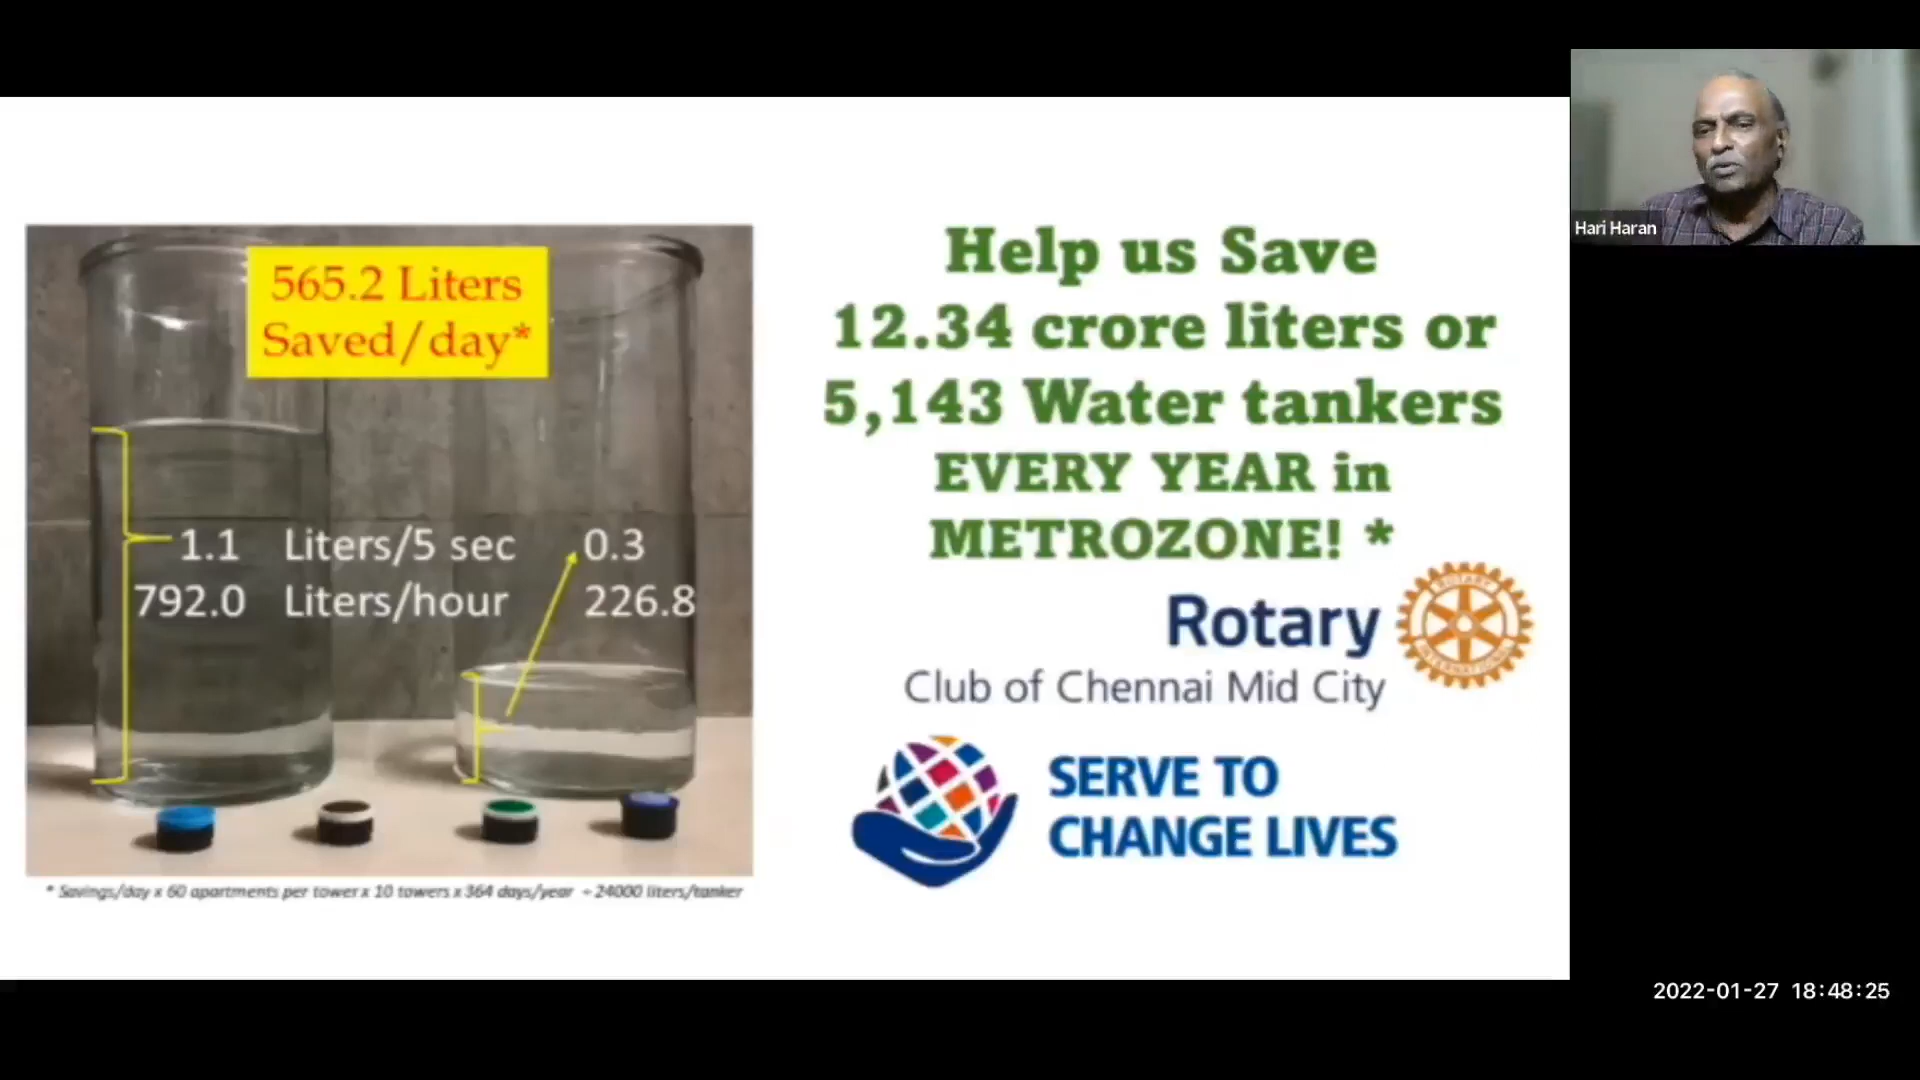 565.2 Liters
Saved/day*
1.1 Liters/5 sec 0.3
792.0 Liters/hour 226.8
* Savings/day x 60 apartments per tower x 10 towers x 364 days/year ÷ 24000 liters/tanker
Help us Save
12.34 crore liters or
5,143 Water tankers
EVERY YEAR in
METROZONE! *
Rotary
ROTARY
INTERNATIONAL
Club of Chennai Mid City
SERVE TO
CHANGE LIVES
Hari Haran
2022-01-27 18:48:25